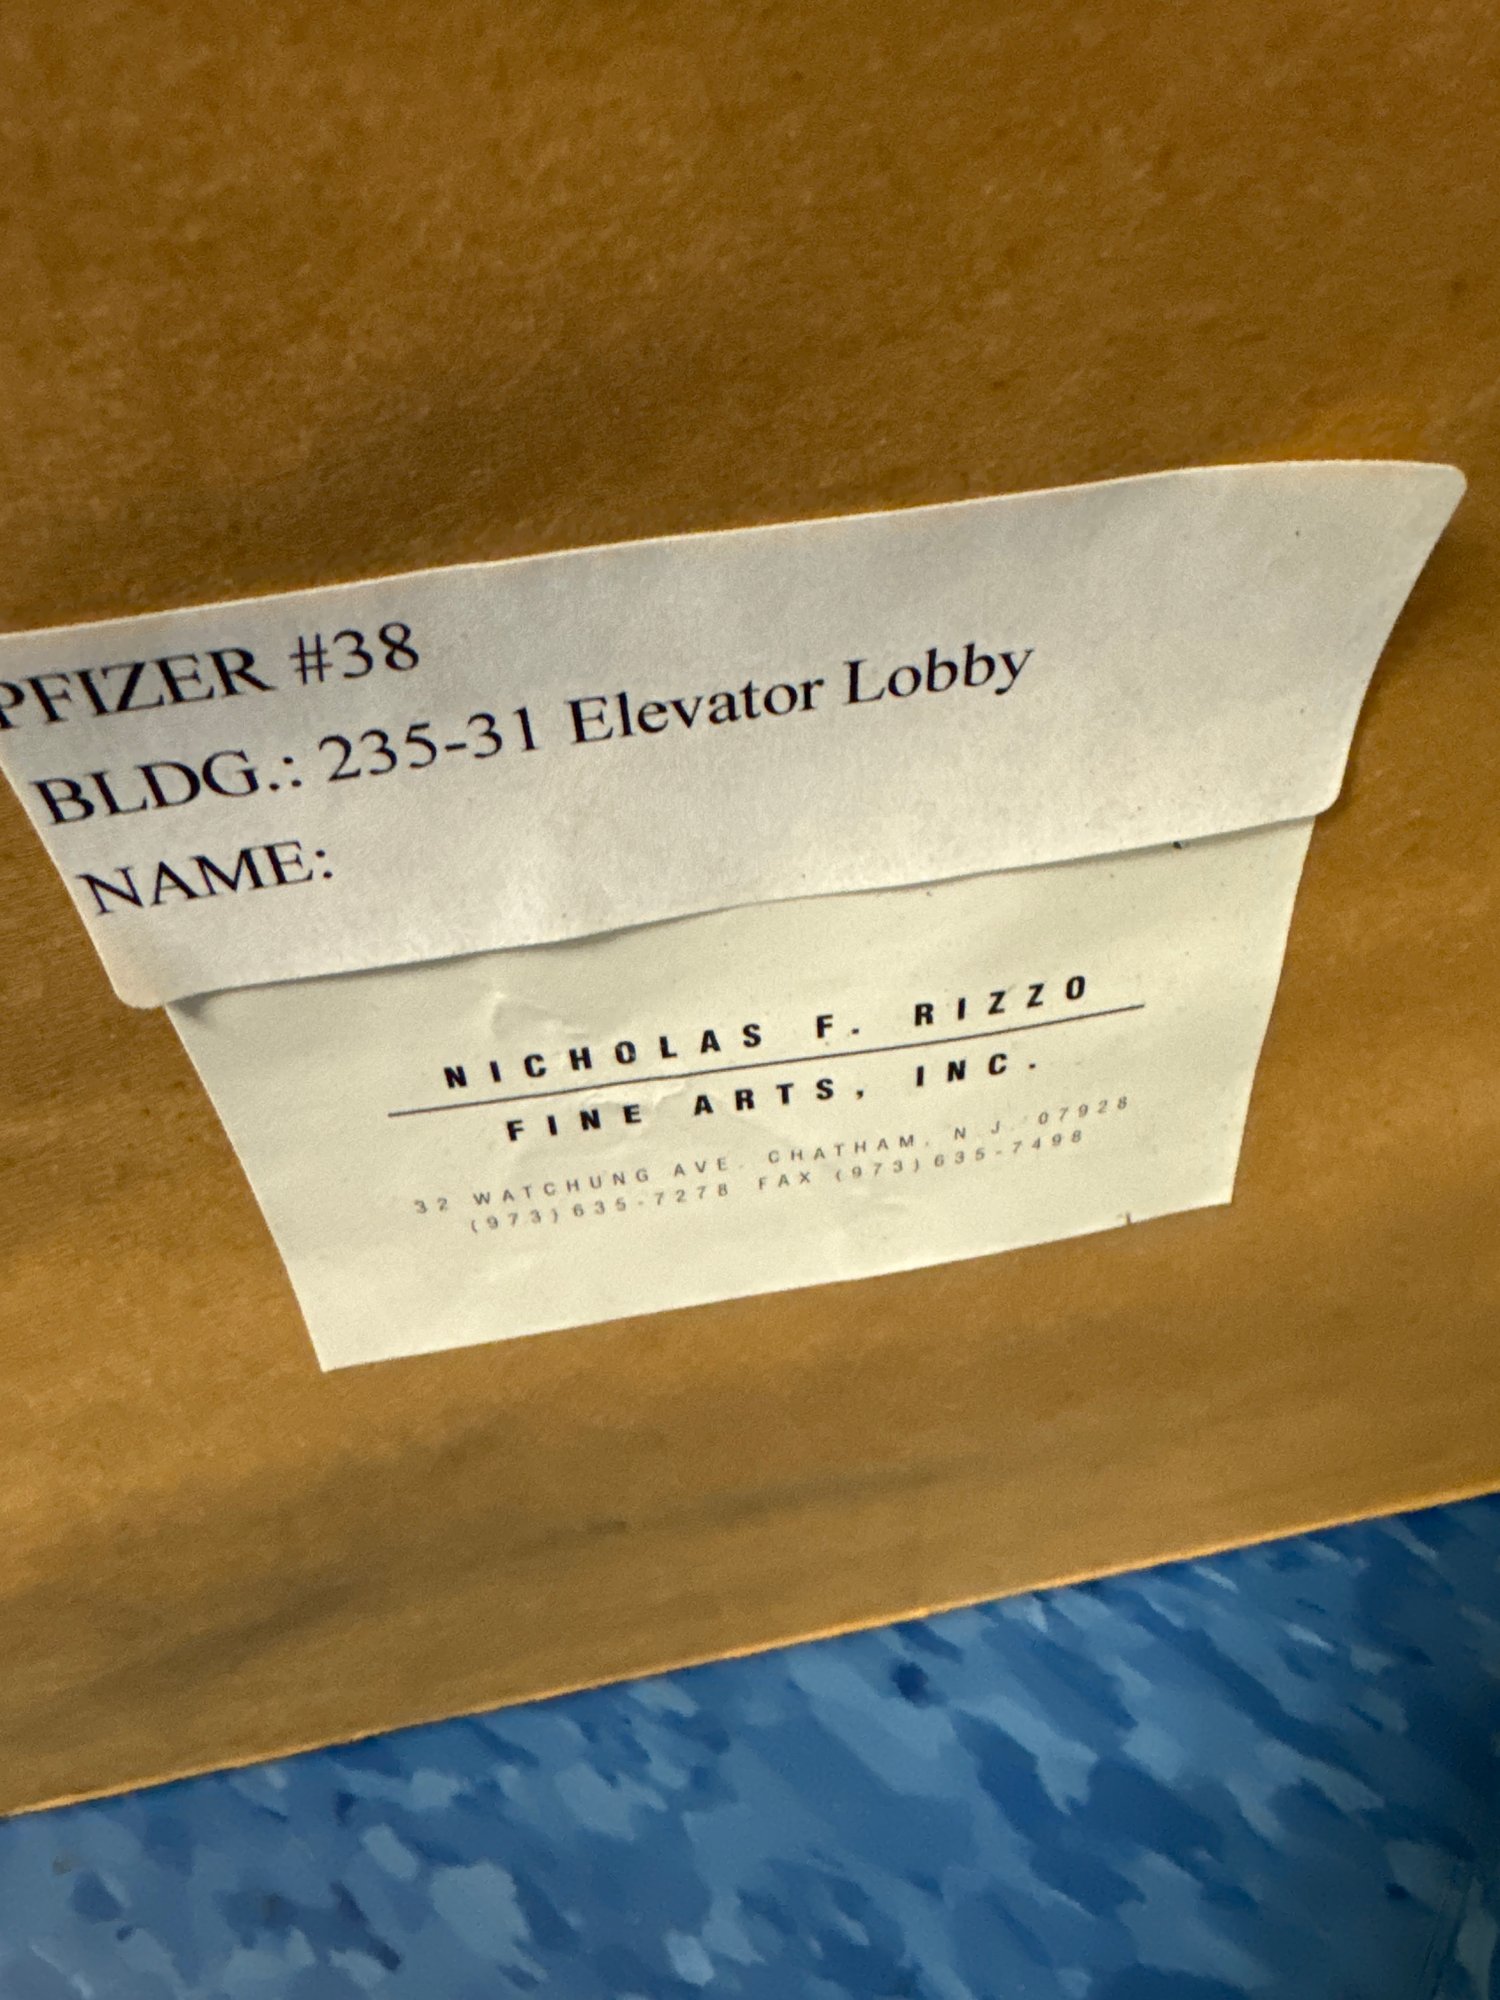 PFIZER #38
BLDG.: 235-31 Elevator Lobby
NAME:
NICHOLAS F. RIZZO
FINE ARTS, INC.
32 WATCHUNG AVE. CHATHAM, N.J. 07928
(973)635-7278 FAX (973)635-7498